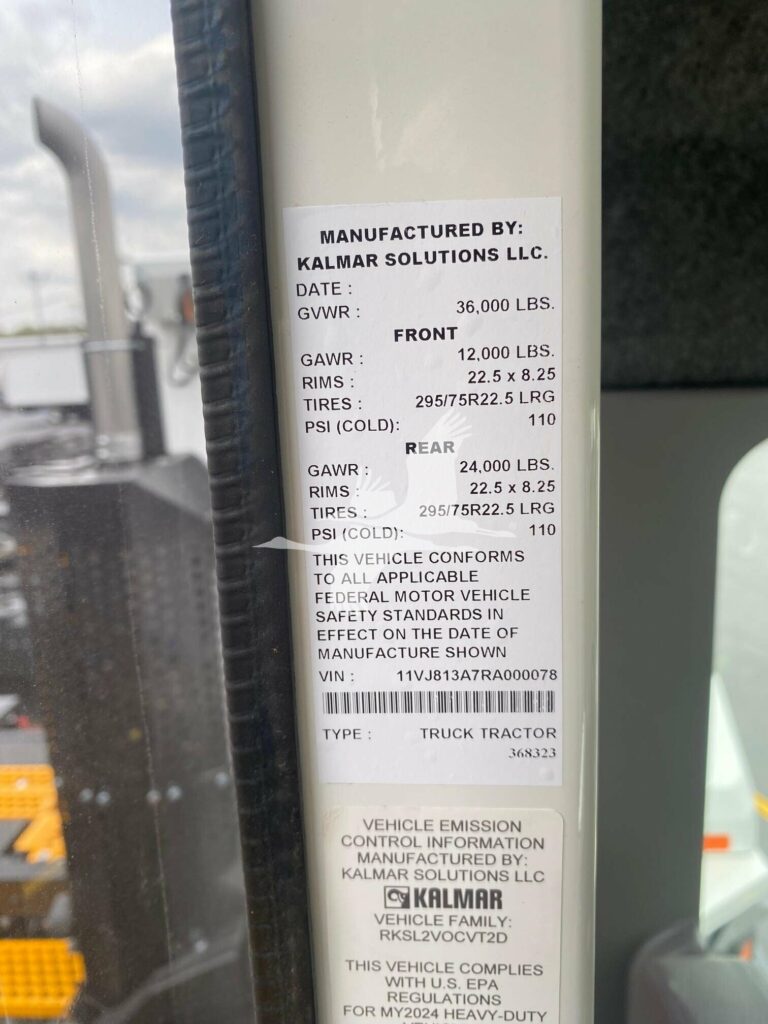 MANUFACTURED BY:
KALMAR SOLUTIONS LLC.
DATE :
GVWR : 36,000 LBS.
FRONT
GAWR : 12,000 LBS.
RIMS : 22.5 x 8.25
TIRES : 295/75R22.5 LRG
PSI (COLD): 110
REAR
GAWR : 24,000 LBS.
RIMS : 22.5 x 8.25
TIRES : 295/75R22.5 LRG
PSI (COLD): 110
THIS VEHICLE CONFORMS
TO ALL APPLICABLE
FEDERAL MOTOR VEHICLE
SAFETY STANDARDS IN
EFFECT ON THE DATE OF
MANUFACTURE SHOWN
VIN : 11VJ813A7RA000078
TYPE : TRUCK TRACTOR
368323
VEHICLE EMISSION
CONTROL INFORMATION
MANUFACTURED BY:
KALMAR SOLUTIONS LLC
KALMAR
VEHICLE FAMILY:
RKSL2VOCVT2D
THIS VEHICLE COMPLIES
WITH U.S. EPA
REGULATIONS
FOR MY2024 HEAVY-DUTY